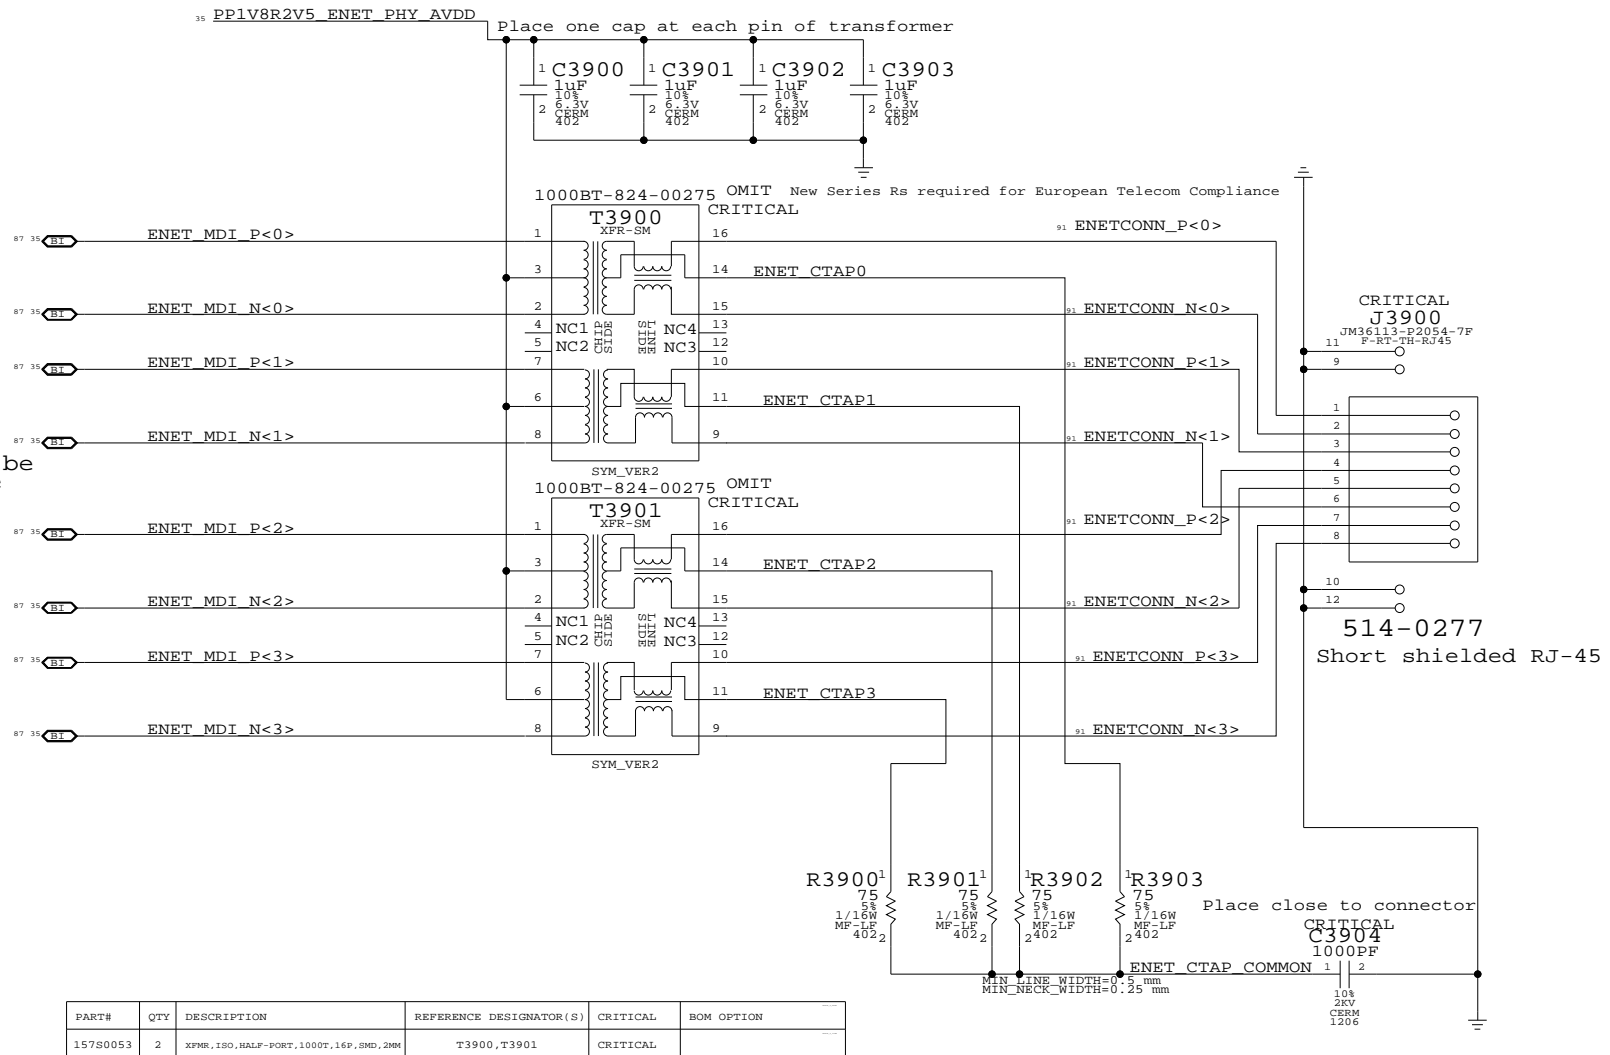 35 PP1V8R2V5_ENET_PHY_AVDD
Place one cap at each pin of transformer
1 C3900 1 C3901 1 C3902 1 C3903
1uF 1uF 1uF 1uF
10% 10% 10% 10%
2 6.3V 2 6.3V 2 6.3V 2 6.3V
CERM CERM CERM CERM
402 402 402 402
1000BT-824-00275 OMIT New Series Rs required for European Telecom Compliance
CRITICAL
T3900
XFR-SM
91 ENETCONN_P<0>
87 35 BI ENET_MDI_P<0> 1 16
3 14 ENET_CTAP0
87 35 BI ENET_MDI_N<0> 2 15 91 ENETCONN_N<0>
4 NC1 CHIP SIDE LINE SIDE NC4 13
5 NC2 NC3 12
87 35 BI ENET_MDI_P<1> 7 10 91 ENETCONN_P<1>
6 11 ENET_CTAP1
87 35 BI ENET_MDI_N<1> 8 9 91 ENETCONN_N<1>
be
SYM_VER2
CRITICAL
J3900
JM36113-P2054-7F
F-RT-TH-RJ45
11
9
1
2
3
4
5
6
7
8
10
12
514-0277
Short shielded RJ-45
1000BT-824-00275 OMIT
CRITICAL
T3901
XFR-SM
87 35 BI ENET_MDI_P<2> 1 16 91 ENETCONN_P<2>
3 14 ENET_CTAP2
87 35 BI ENET_MDI_N<2> 2 15 91 ENETCONN_N<2>
4 NC1 CHIP SIDE LINE SIDE NC4 13
5 NC2 NC3 12
87 35 BI ENET_MDI_P<3> 7 10 91 ENETCONN_P<3>
6 11 ENET_CTAP3
87 35 BI ENET_MDI_N<3> 8 9 91 ENETCONN_N<3>
SYM_VER2
R3900 1 R3901 1 1 R3902 1 R3903
75 75 75 75
5% 5% 5% 5%
1/16W 1/16W 1/16W 1/16W
MF-LF MF-LF MF-LF MF-LF
402 2 402 2 2 402 2 402
Place close to connector
CRITICAL
C3904
1000PF
ENET_CTAP_COMMON 1 2
MIN_LINE_WIDTH=0.5 mm
MIN_NECK_WIDTH=0.25 mm
10%
2KV
CERM
1206
PART# QTY DESCRIPTION REFERENCE DESIGNATOR(S) CRITICAL BOM OPTION
157S0053 2 XFMR,ISO,HALF-PORT,1000T,16P,SMD,2MM T3900,T3901 CRITICAL